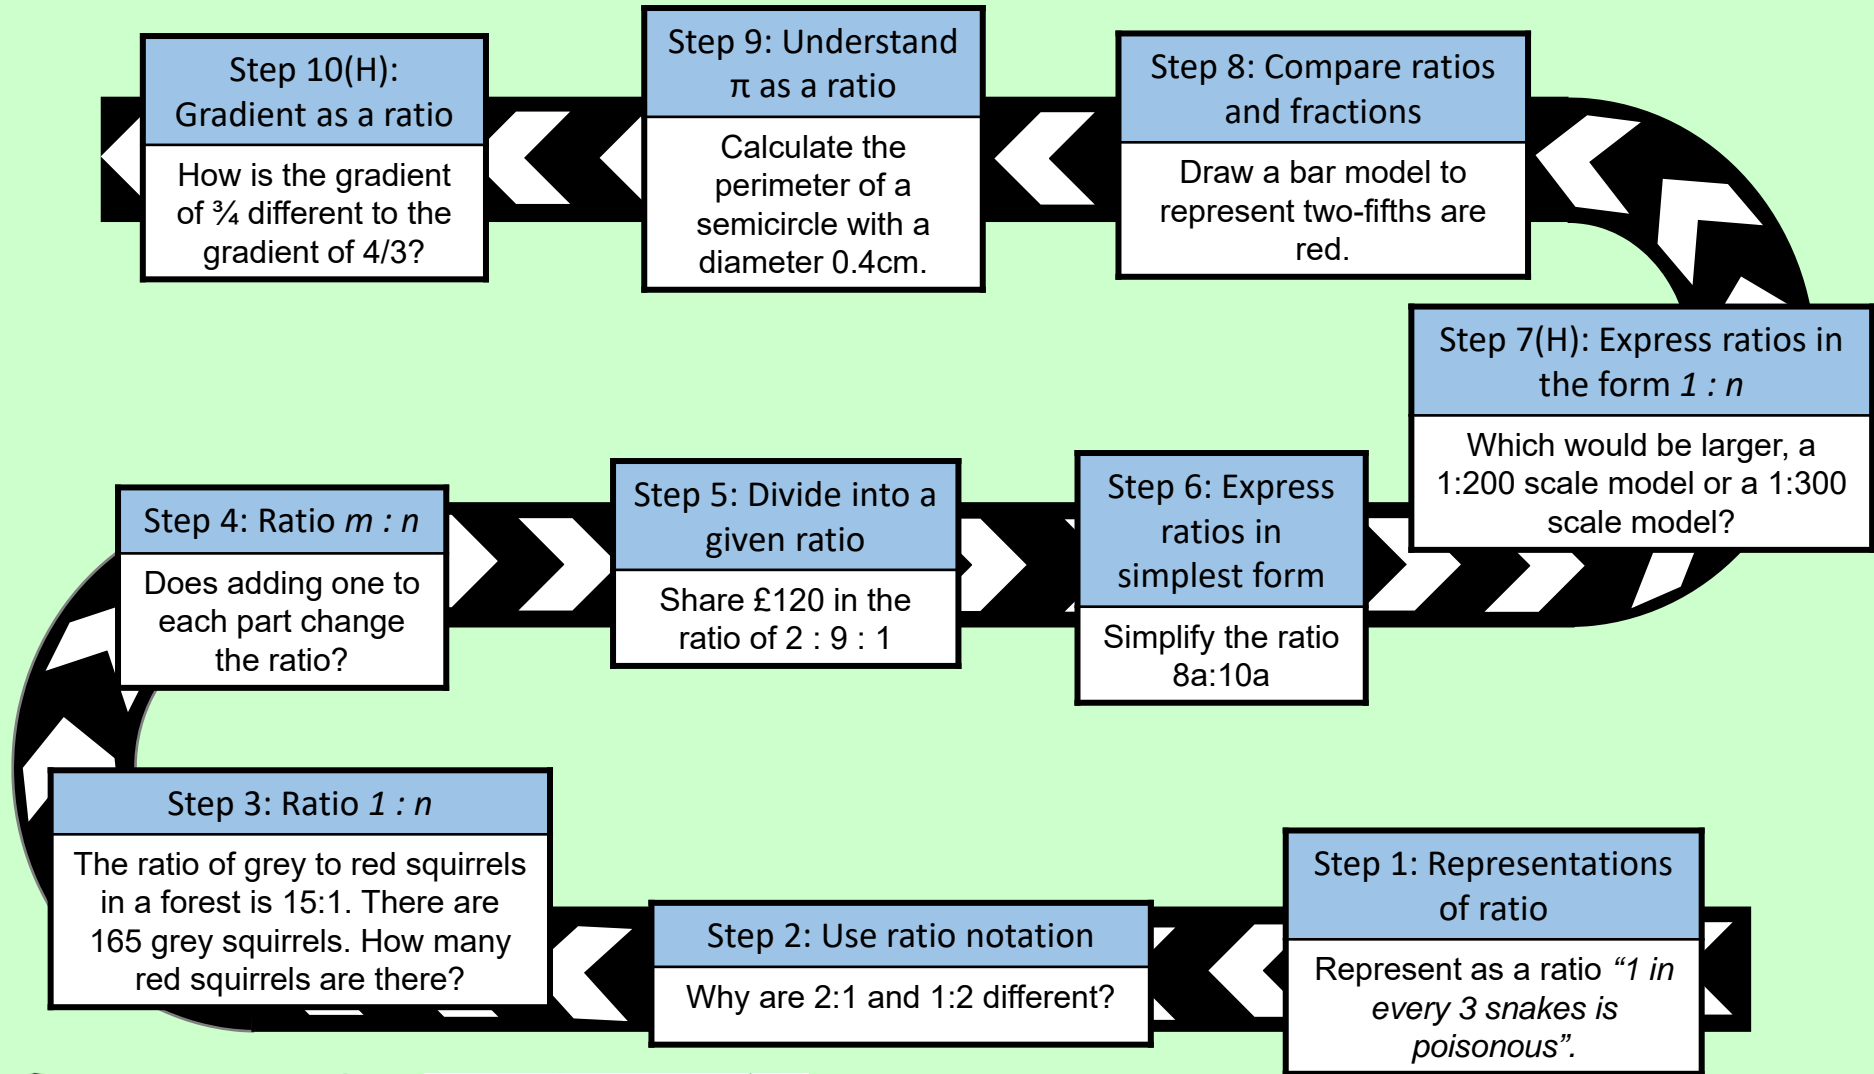 Step 10(H):
Gradient as a ratio
How is the gradient
of ¾ different to the
gradient of 4/3?
Step 9: Understand
π as a ratio
Calculate the
perimeter of a
semicircle with a
diameter 0.4cm.
Step 8: Compare ratios
and fractions
Draw a bar model to
represent two-fifths are
red.
Step 7(H): Express ratios in
the form 1 : n
Which would be larger, a
1:200 scale model or a 1:300
scale model?
Step 4: Ratio m : n
Does adding one to
each part change
the ratio?
Step 5: Divide into a
given ratio
Share £120 in the
ratio of 2 : 9 : 1
Step 6: Express
ratios in
simplest form
Simplify the ratio
8a:10a
Step 3: Ratio 1 : n
The ratio of grey to red squirrels
in a forest is 15:1. There are
165 grey squirrels. How many
red squirrels are there?
Step 2: Use ratio notation
Why are 2:1 and 1:2 different?
Step 1: Representations
of ratio
Represent as a ratio “1 in
every 3 snakes is
poisonous”.